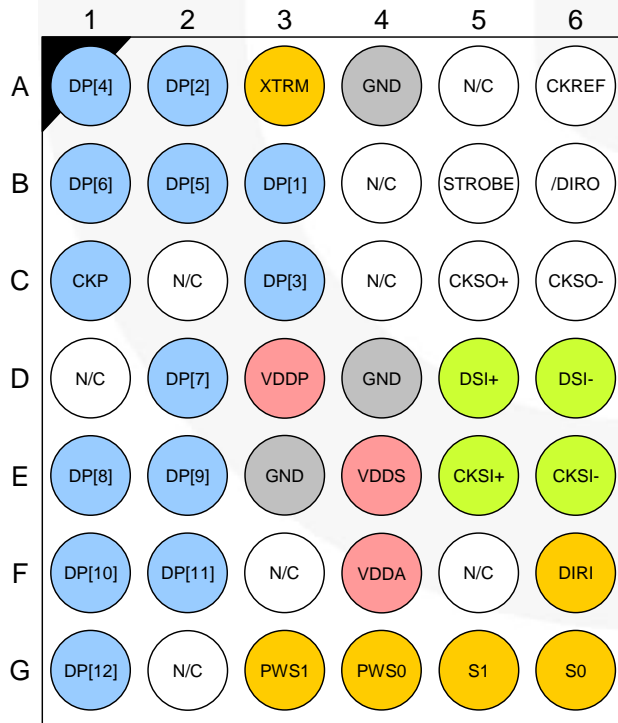 1 2 3 4 5 6
A DP[4] DP[2] XTRM GND N/C CKREF
B DP[6] DP[5] DP[1] N/C STROBE /DIRO
C CKP N/C DP[3] N/C CKSO+ CKSO-
D N/C DP[7] VDDP GND DSI+ DSI-
E DP[8] DP[9] GND VDDS CKSI+ CKSI-
F DP[10] DP[11] N/C VDDA N/C DIRI
G DP[12] N/C PWS1 PWS0 S1 S0